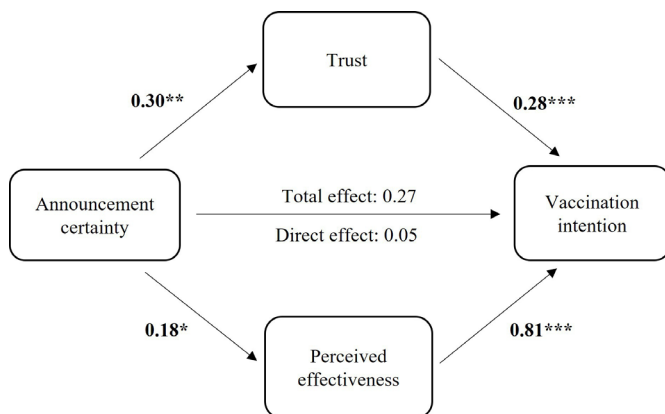 Trust
0.30**
0.28***
Announcement
certainty
Total effect: 0.27
Direct effect: 0.05
Vaccination
intention
0.18*
0.81***
Perceived
effectiveness